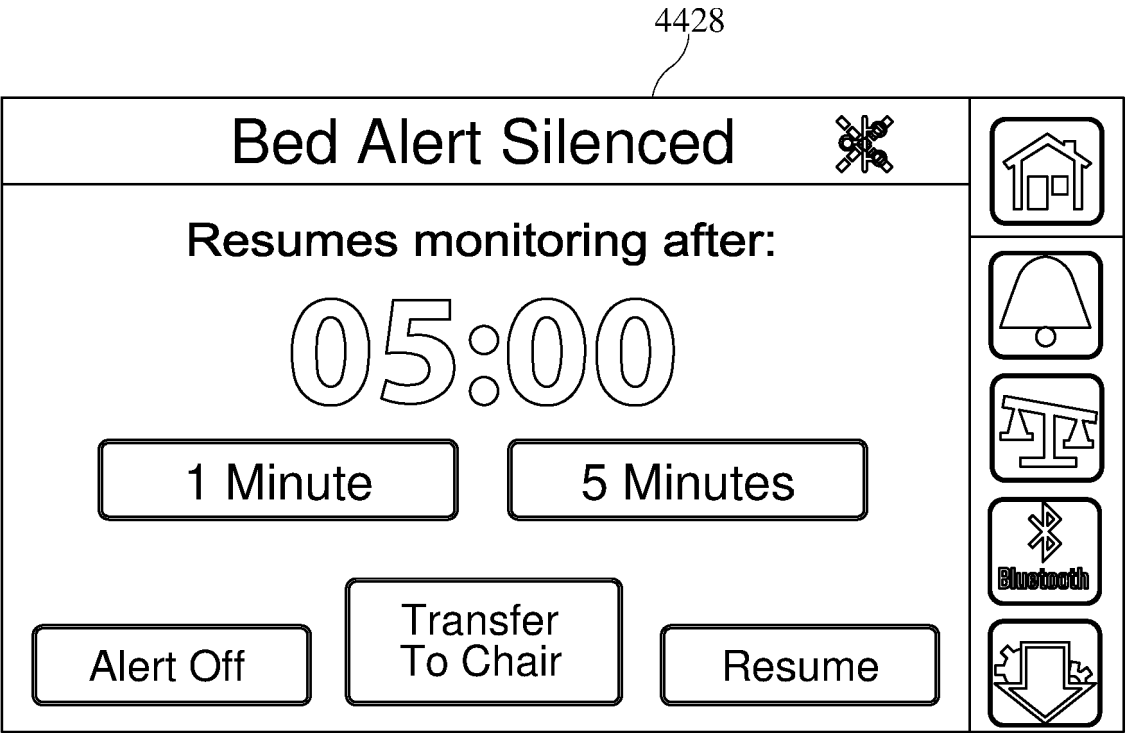 4428
Bed Alert Silenced
Resumes monitoring after:
05:00
1 Minute
5 Minutes
Transfer
To Chair
Alert Off
Resume
Bluetooth